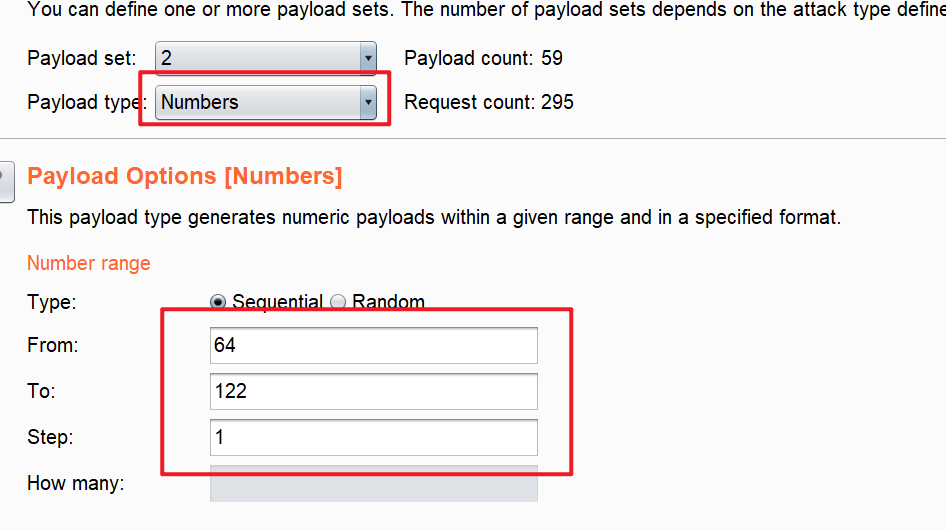 You can define one or more payload sets. The number of payload sets depends on the attack type define
Payload set: 2 Payload count: 59
Payload type: Numbers Request count: 295
?
Payload Options [Numbers]
This payload type generates numeric payloads within a given range and in a specified format.
Number range
Type: Sequential Random
From: 64
To: 122
Step: 1
How many: